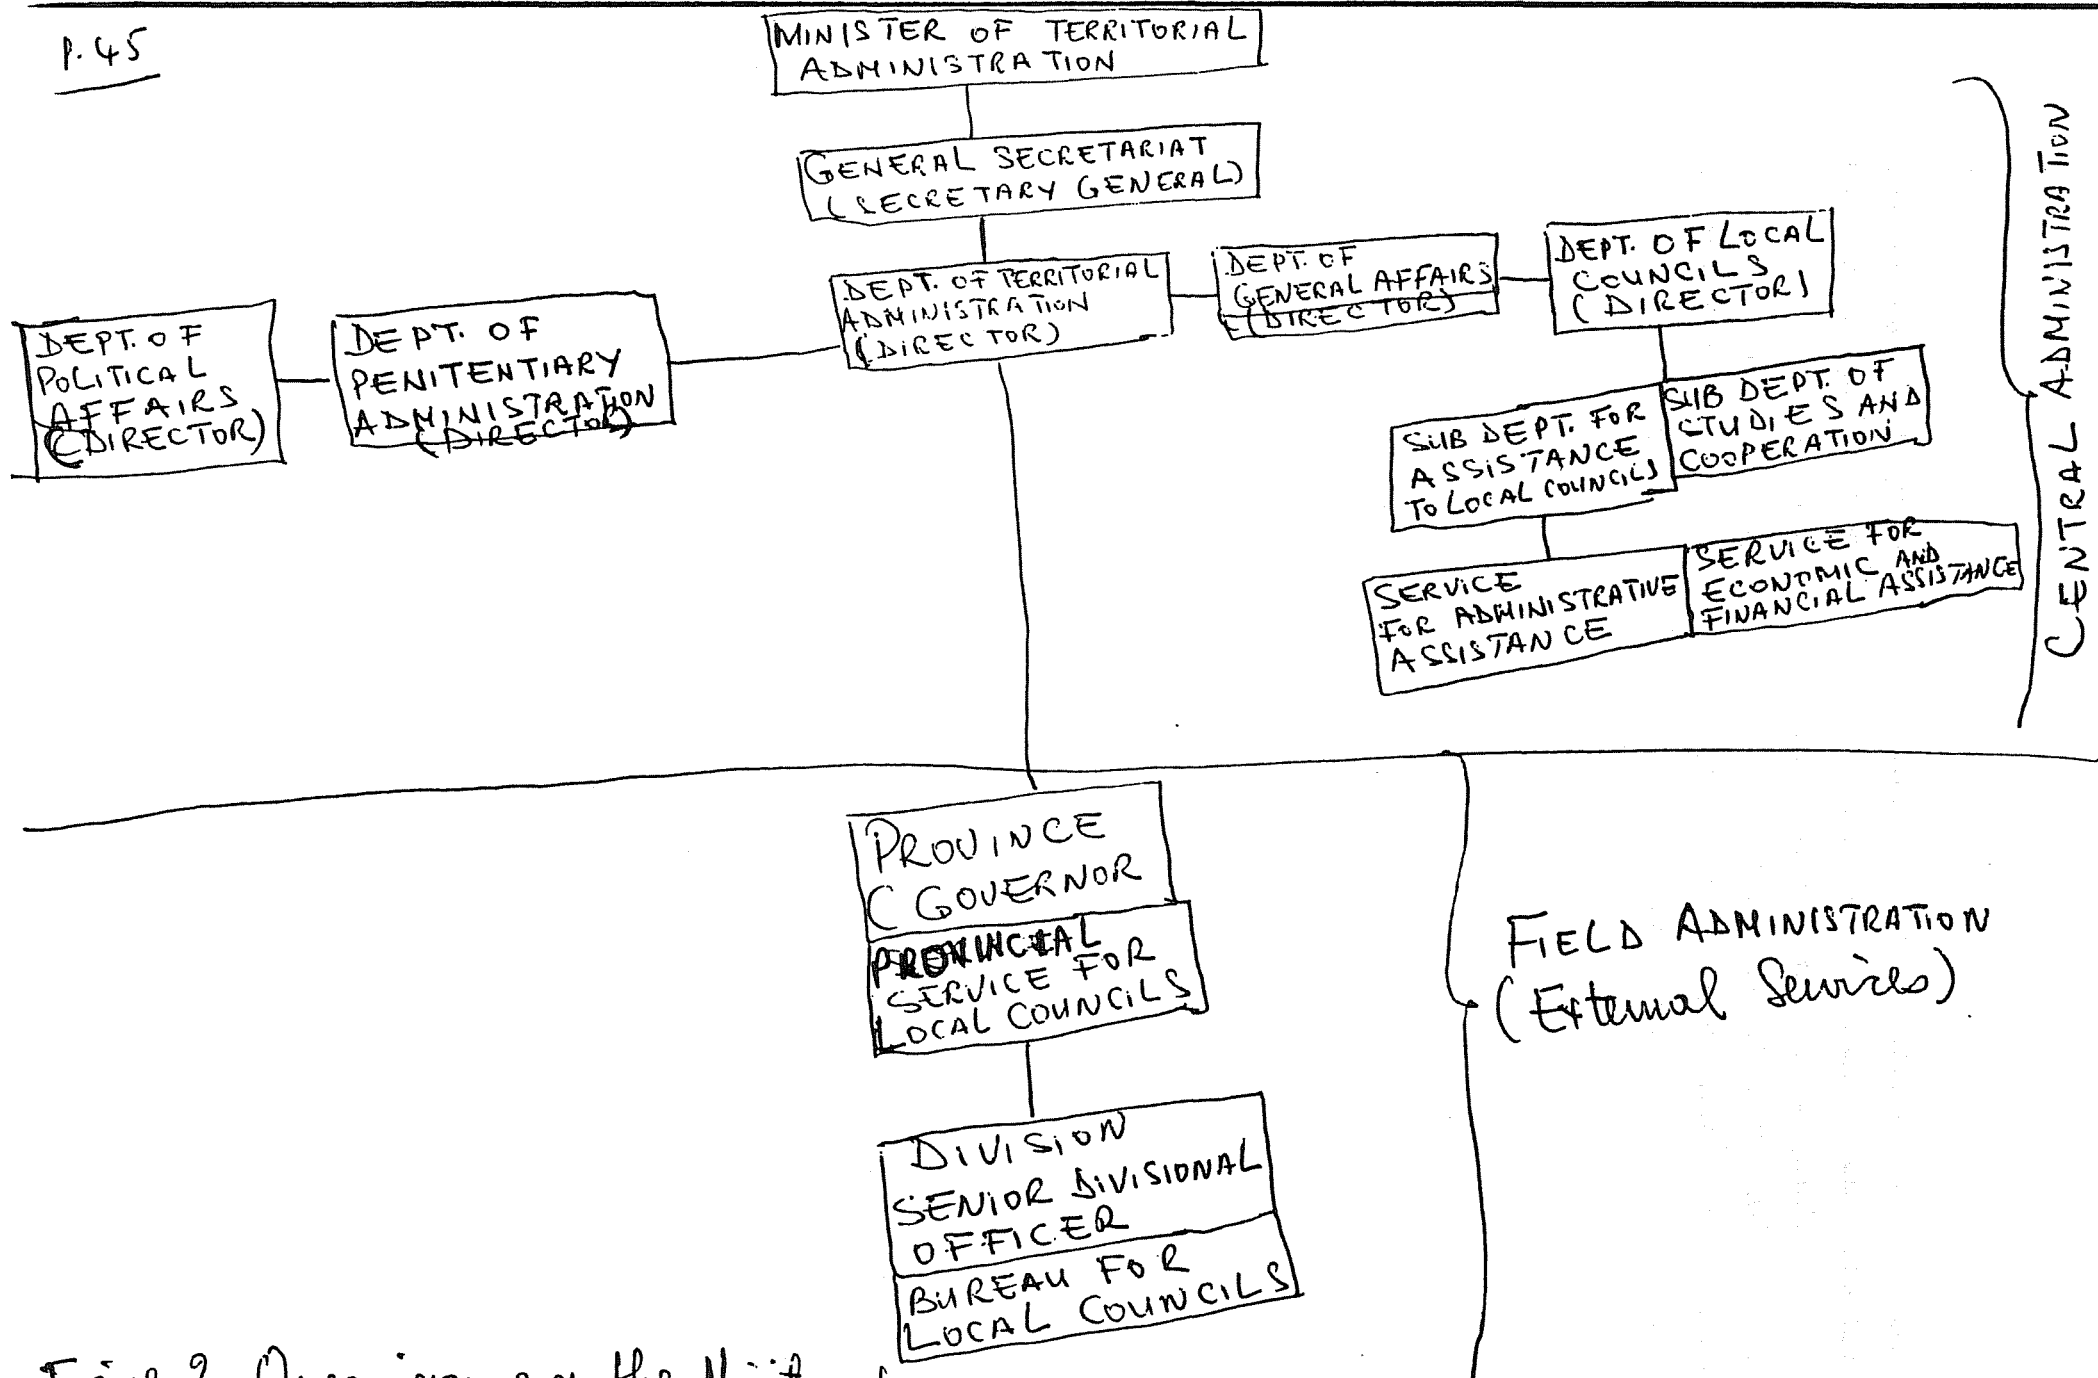 P.45
MINISTER OF TERRITORIAL
ADMINISTRATION
GENERAL SECRETARIAT
(SECRETARY GENERAL)
DEPT. OF
POLITICAL
AFFAIRS
(DIRECTOR)
DEPT. OF
PENITENTIARY
ADMINISTRATION
(DIRECTOR)
DEPT. OF TERRITORIAL
ADMINISTRATION
(DIRECTOR)
DEPT. OF
GENERAL AFFAIRS
(DIRECTOR)
DEPT. OF LOCAL
COUNCILS
(DIRECTOR)
SUB DEPT. FOR
ASSISTANCE
TO LOCAL COUNCILS
SUB DEPT. OF
STUDIES AND
COOPERATION
SERVICE
FOR ADMINISTRATIVE
ASSISTANCE
SERVICE FOR
ECONOMIC AND
FINANCIAL ASSISTANCE
CENTRAL ADMINISTRATION
PROVINCE
( GOVERNOR
PROVINCIAL
SERVICE FOR
LOCAL COUNCILS
DIVISION
SENIOR DIVISIONAL
OFFICER
BUREAU FOR
LOCAL COUNCILS
FIELD ADMINISTRATION
(External Services)
the